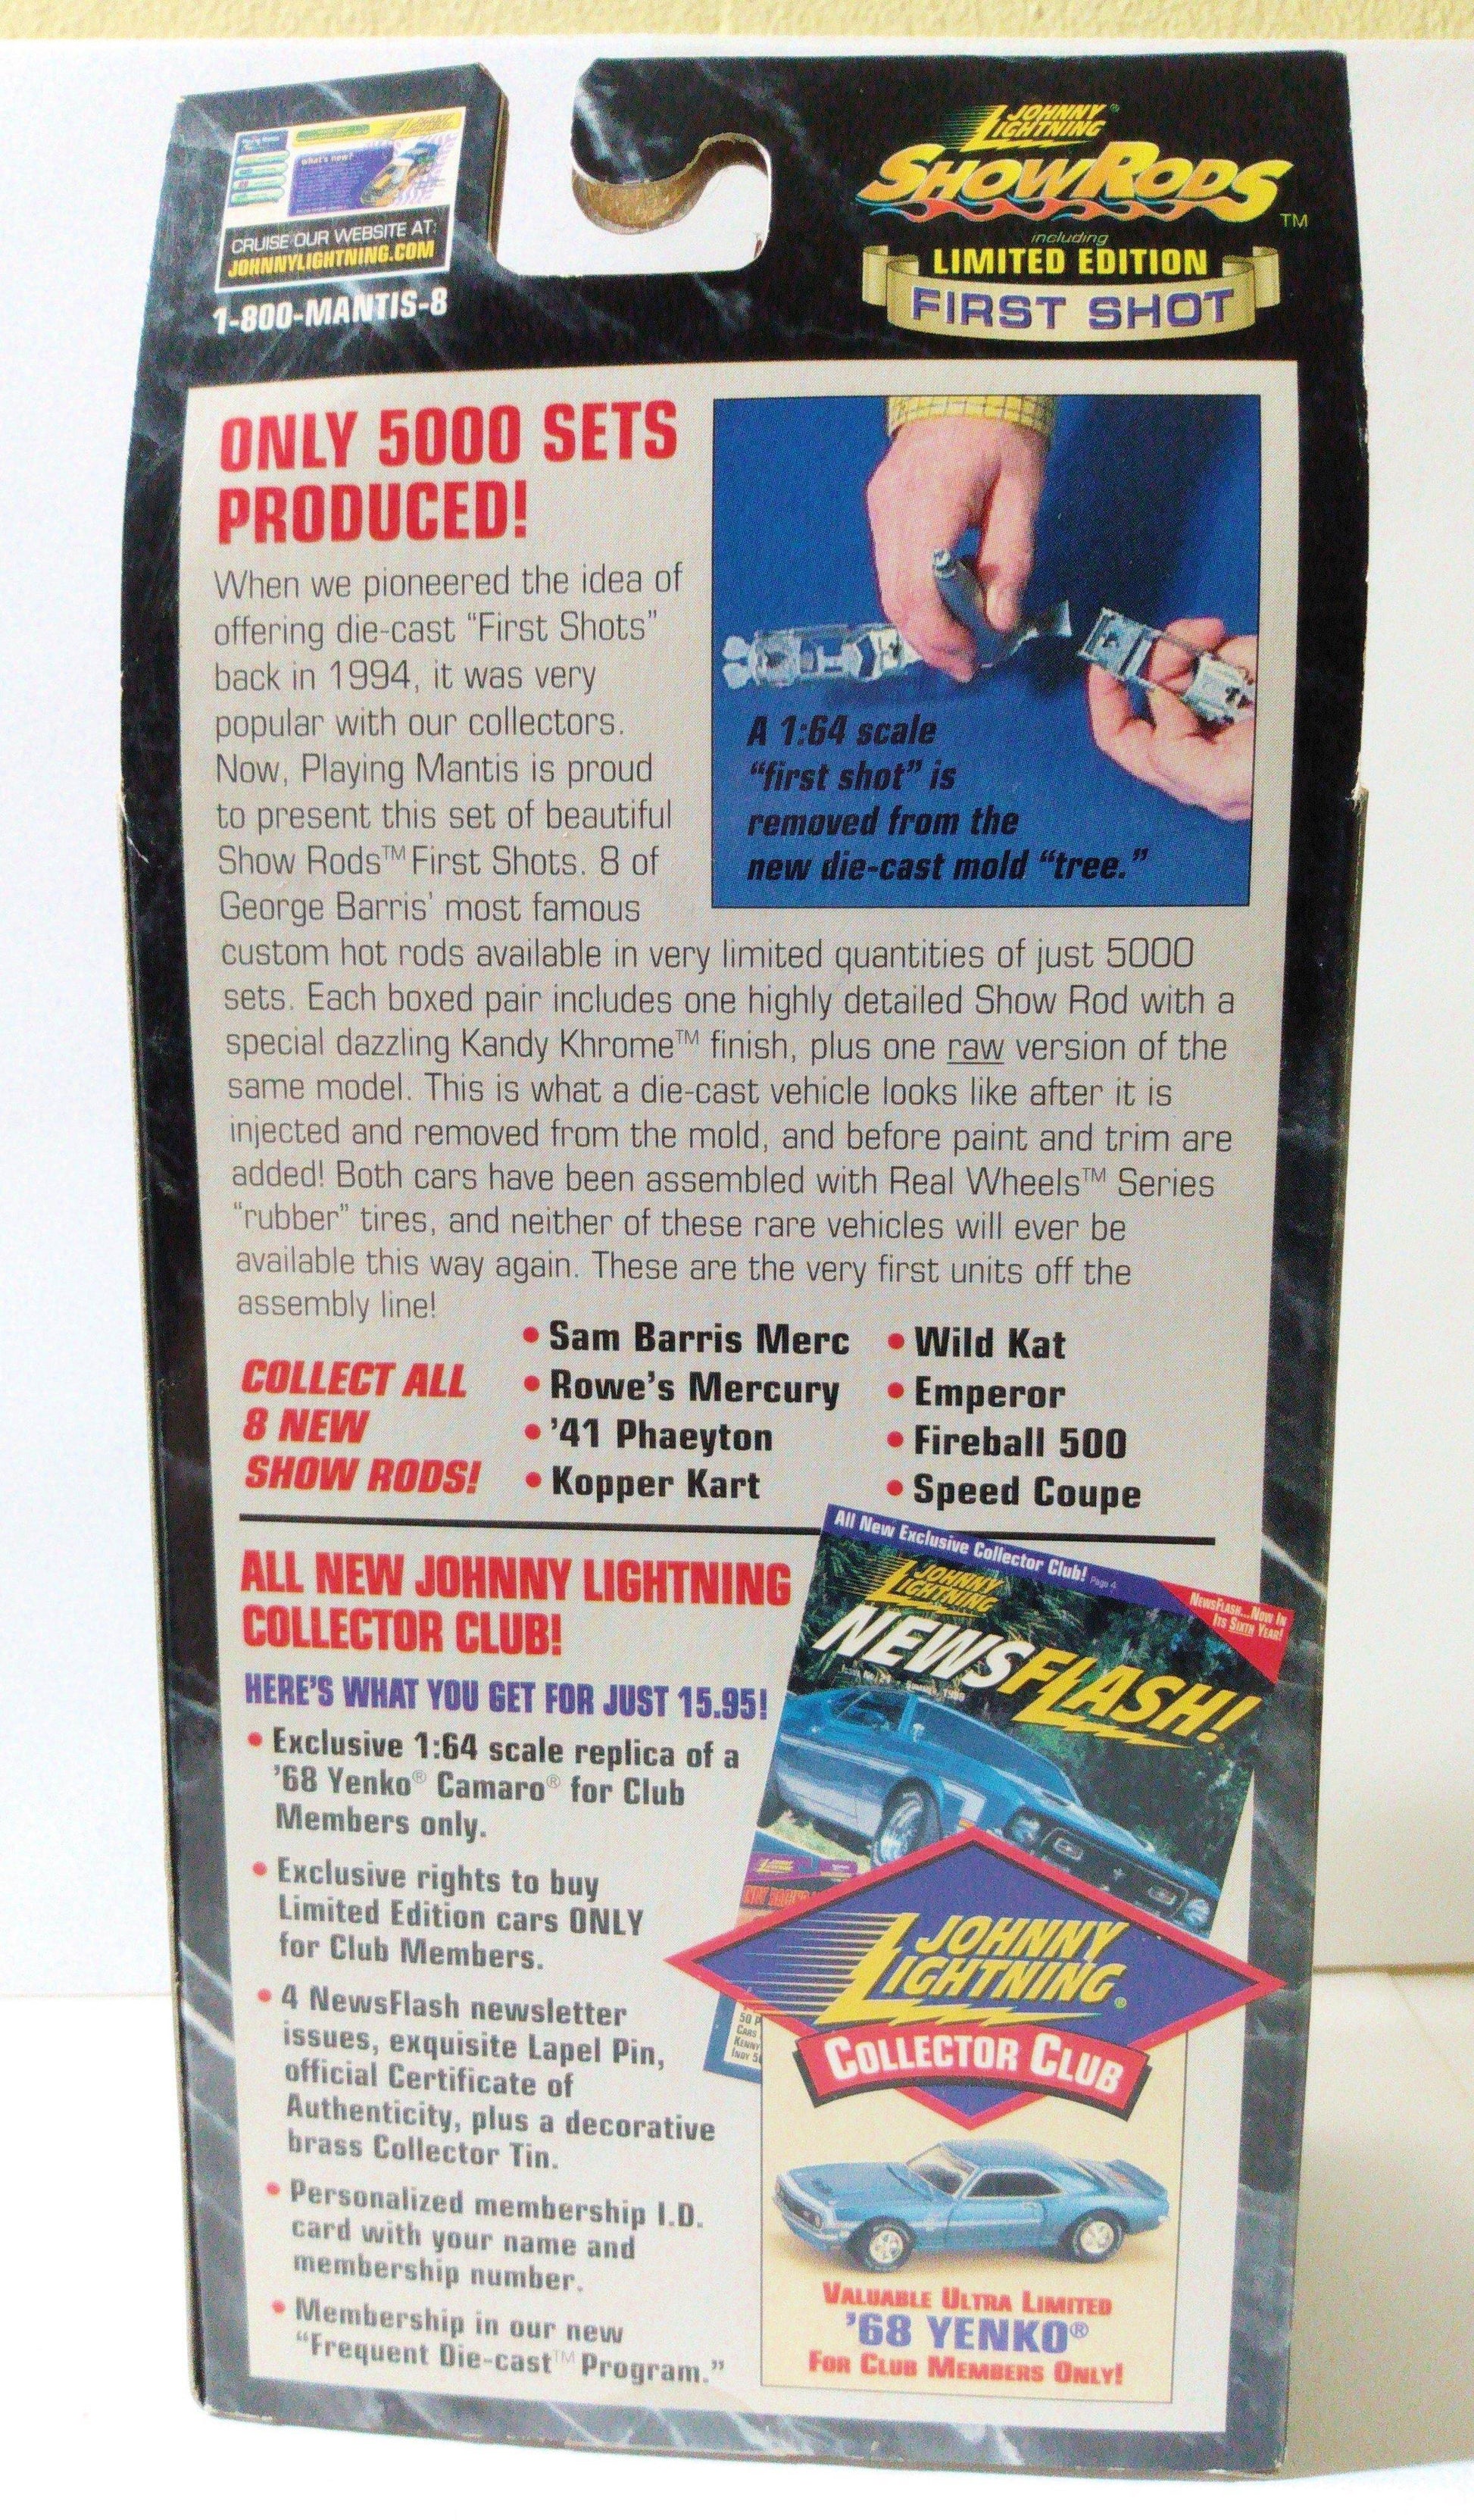 what's new?
CRUISE OUR WEBSITE AT:
JOHNNYLIGHTNING.COM
1-800-MANTIS-8
JOHNNY
LIGHTNING®
SHOWRODS™
including
LIMITED EDITION
FIRST SHOT
ONLY 5000 SETS
PRODUCED!
When we pioneered the idea of
offering die-cast “First Shots”
back in 1994, it was very
popular with our collectors.
Now, Playing Mantis is proud
to present this set of beautiful
Show Rods™ First Shots. 8 of
George Barris’ most famous
custom hot rods available in very limited quantities of just 5000
sets. Each boxed pair includes one highly detailed Show Rod with a
special dazzling Kandy Khrome™ finish, plus one raw version of the
same model. This is what a die-cast vehicle looks like after it is
injected and removed from the mold, and before paint and trim are
added! Both cars have been assembled with Real Wheels™ Series
“rubber” tires, and neither of these rare vehicles will ever be
available this way again. These are the very first units off the
assembly line!
A 1:64 scale
“first shot” is
removed from the
new die-cast mold “tree.”
COLLECT ALL
8 NEW
SHOW RODS!
• Sam Barris Merc
• Rowe’s Mercury
• ’41 Phaeyton
• Kopper Kart
• Wild Kat
• Emperor
• Fireball 500
• Speed Coupe
ALL NEW JOHNNY LIGHTNING
COLLECTOR CLUB!
HERE’S WHAT YOU GET FOR JUST 15.95!
• Exclusive 1:64 scale replica of a
’68 Yenko® Camaro® for Club
Members only.
• Exclusive rights to buy
Limited Edition cars ONLY
for Club Members.
• 4 NewsFlash newsletter
issues, exquisite Lapel Pin,
official Certificate of
Authenticity, plus a decorative
brass Collector Tin.
• Personalized membership I.D.
card with your name and
membership number.
• Membership in our new
“Frequent Die-cast™ Program.”
All New Exclusive Collector Club! Page 4
NEWSFLASH...NOW IN
ITS SIXTH YEAR!
JOHNNY
LIGHTNING
NEWSFLASH!
JOHNNY
LIGHTNING®
COLLECTOR CLUB
VALUABLE ULTRA LIMITED
’68 YENKO®
FOR CLUB MEMBERS ONLY!